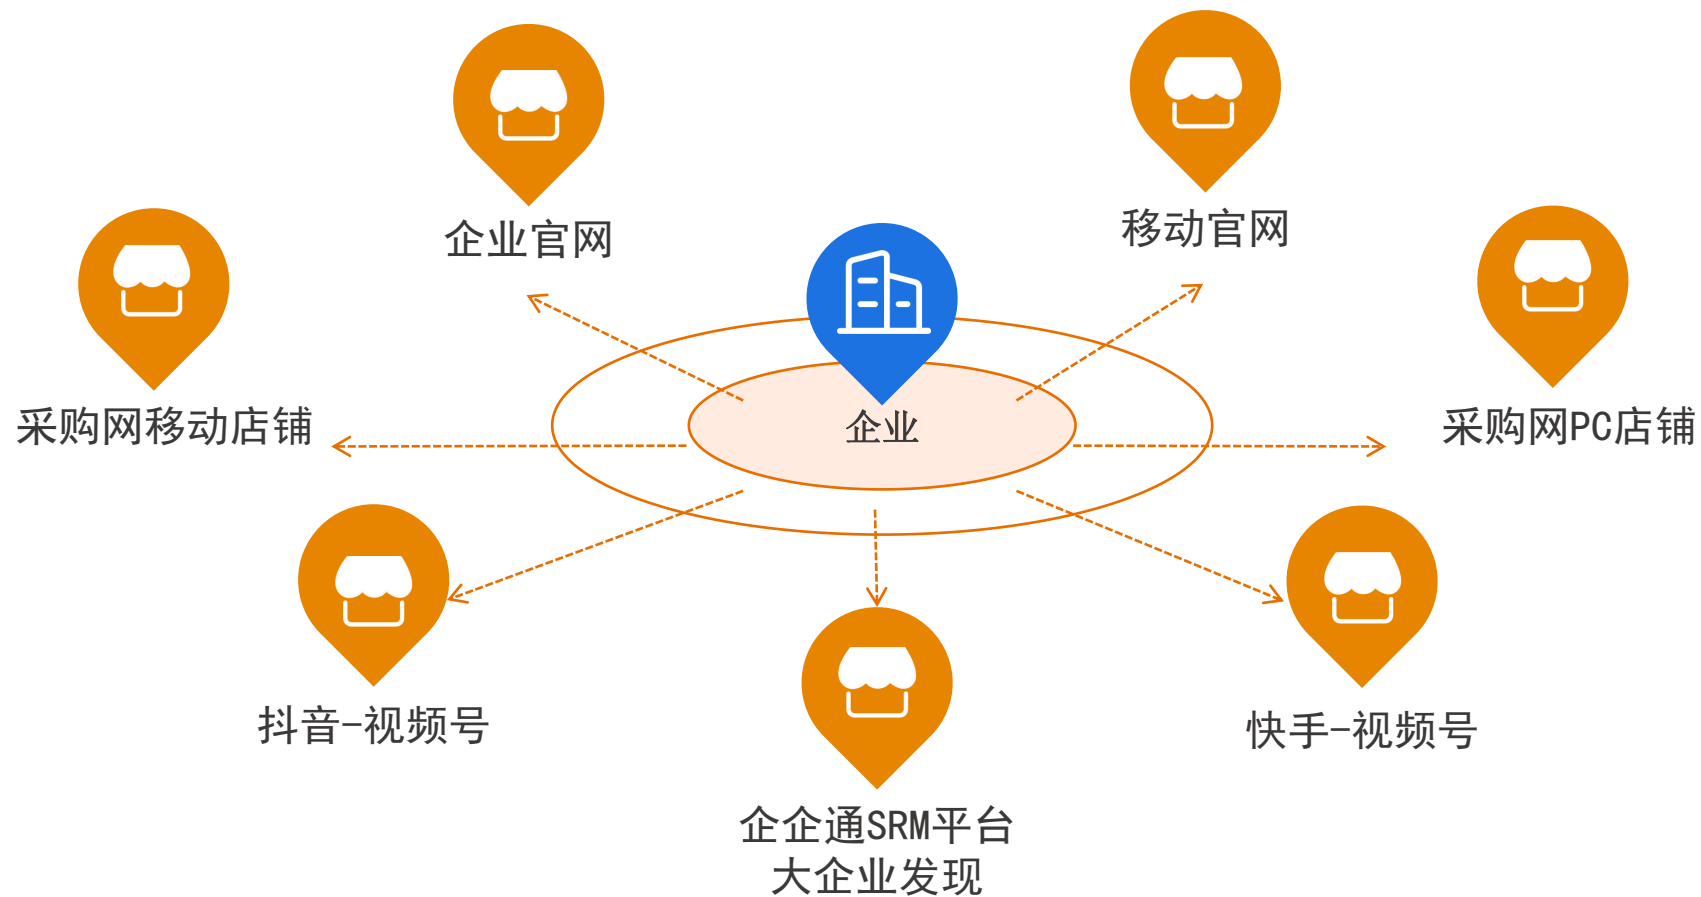 移动官网
企业官网
采购网移动店铺
企业
采购网PC店铺
抖音-视频号
快手-视频号
企企通SRM平台
大企业发现